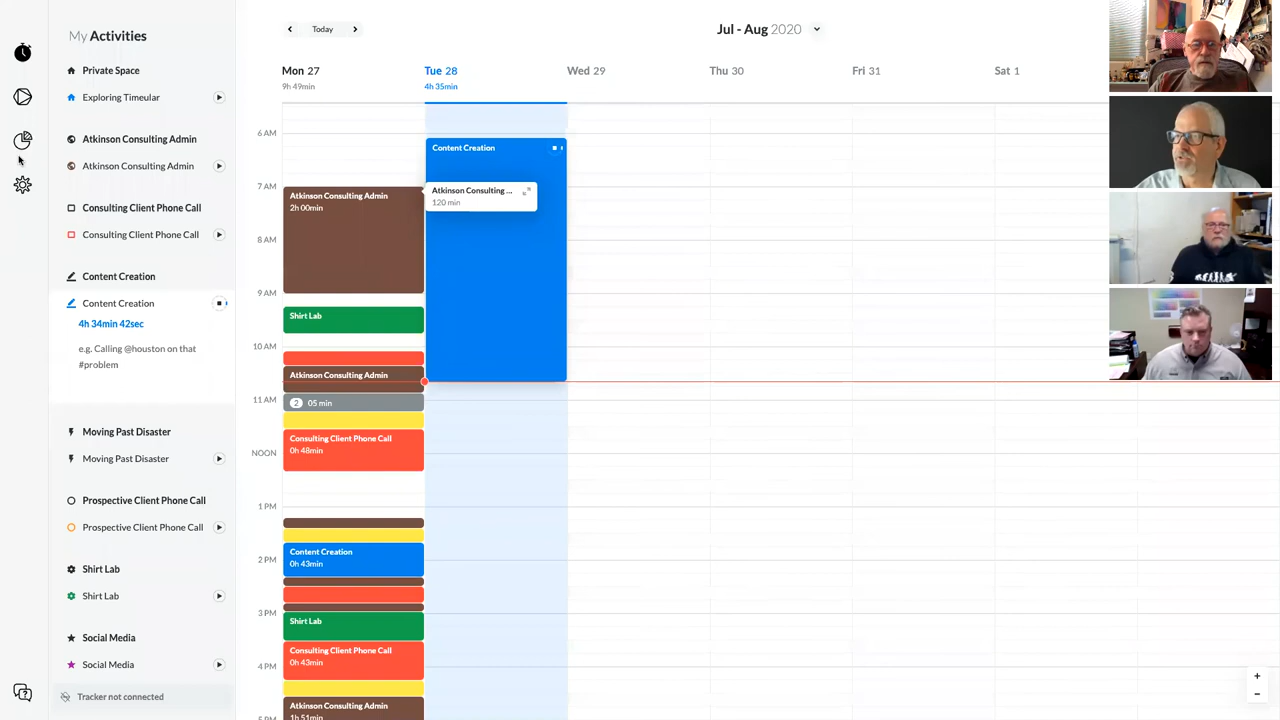 My Activities
Private Space
Exploring Timeular
Atkinson Consulting Admin
Atkinson Consulting Admin
Consulting Client Phone Call
Consulting Client Phone Call
Content Creation
Content Creation
4h 34min 42sec
e.g. Calling @houston on that
#problem
Moving Past Disaster
Moving Past Disaster
Prospective Client Phone Call
Prospective Client Phone Call
Shirt Lab
Shirt Lab
Social Media
Social Media
Tracker not connected
Today
Jul - Aug 2020
Mon 27
9h 49min
Tue 28
4h 35min
Wed 29
Thu 30
Fri 31
Sat 1
6 AM
7 AM
8 AM
9 AM
10 AM
11 AM
NOON
1 PM
2 PM
3 PM
4 PM
5 PM
Atkinson Consulting Admin
2h 00min
Shirt Lab
Atkinson Consulting Admin
2 05 min
Consulting Client Phone Call
0h 48min
Content Creation
0h 43min
Shirt Lab
Consulting Client Phone Call
0h 43min
Atkinson Consulting Admin
1h 51min
Content Creation
Atkinson Consulting ...
120 min